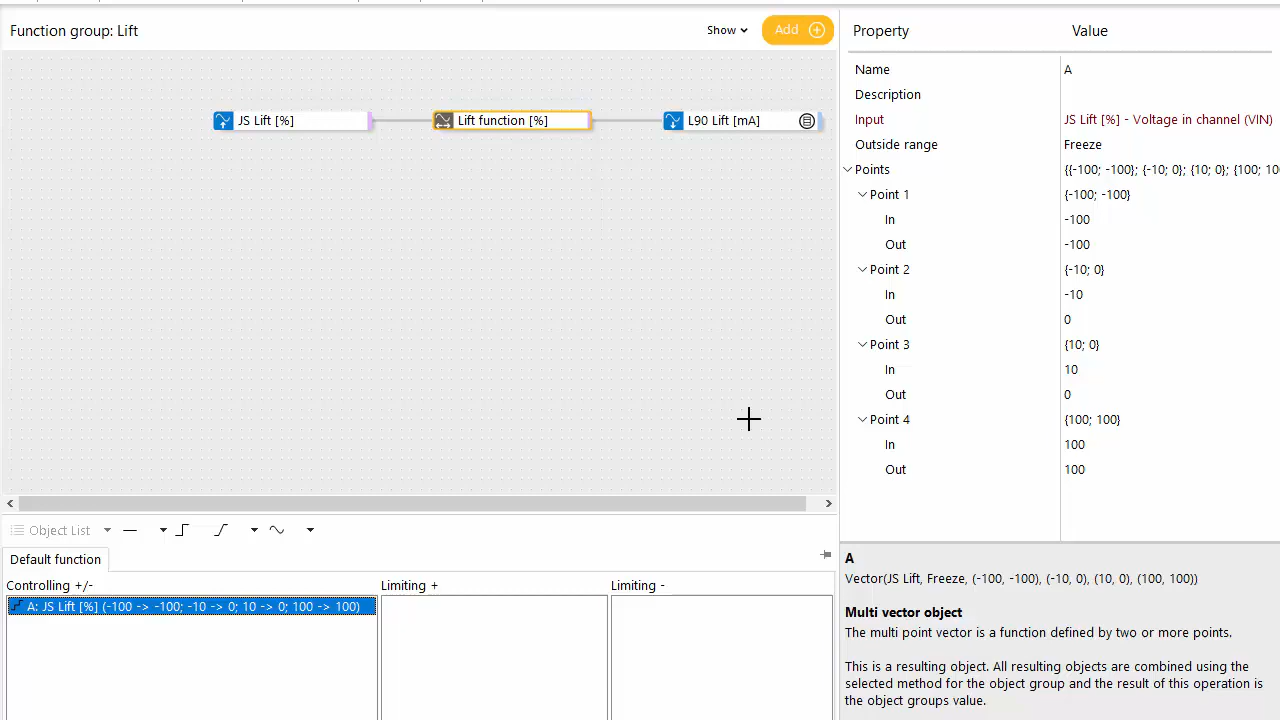 Function group: Lift
Show
Add
JS Lift [%]
Lift function [%]
L90 Lift [mA]
Object List
Default function
Controlling +/-
Limiting +
Limiting -
A: JS Lift [%] (-100 -> -100; -10 -> 0; 10 -> 0; 100 -> 100)
Property Value
Name A
Description
Input JS Lift [%] - Voltage in channel (VIN)
Outside range Freeze
Points {{-100; -100}; {-10; 0}; {10; 0}; {100; 10
Point 1 {-100; -100}
In -100
Out -100
Point 2 {-10; 0}
In -10
Out 0
Point 3 {10; 0}
In 10
Out 0
Point 4 {100; 100}
In 100
Out 100
A
Vector(JS Lift, Freeze, (-100, -100), (-10, 0), (10, 0), (100, 100))
Multi vector object
The multi point vector is a function defined by two or more points.
This is a resulting object. All resulting objects are combined using the
selected method for the object group and the result of this operation is
the object groups value.